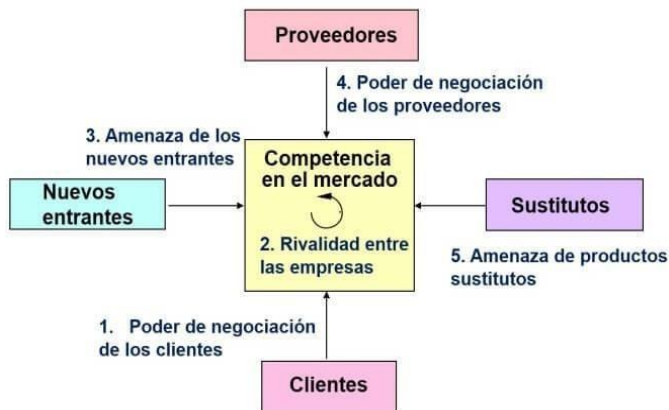 Proveedores
4. Poder de negociación
de los proveedores
3. Amenaza de los
nuevos entrantes
Competencia
en el mercado
Nuevos
entrantes
2. Rivalidad entre
las empresas
Sustitutos
5. Amenaza de productos
sustitutos
1. Poder de negociación
de los clientes
Clientes